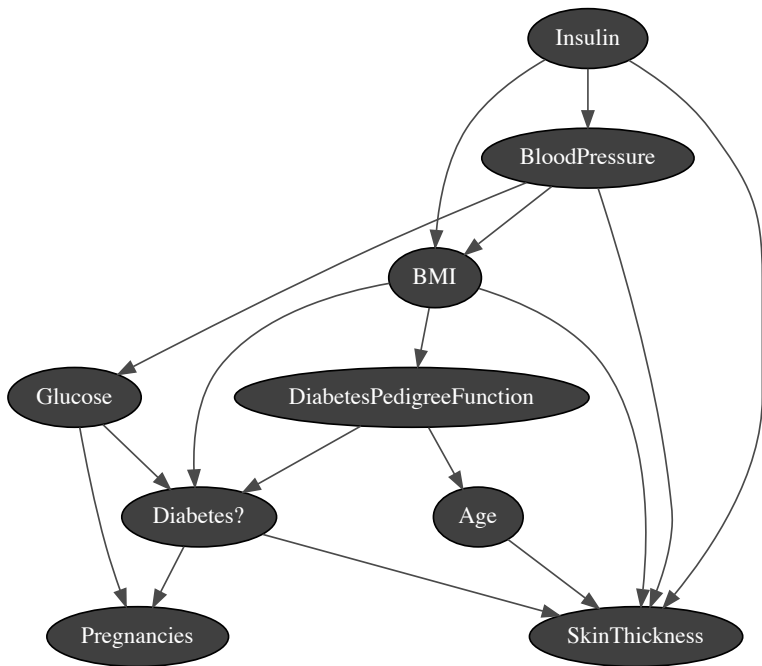 Insulin
BloodPressure
BMI
Glucose
DiabetesPedigreeFunction
Diabetes?
Age
Pregnancies
SkinThickness